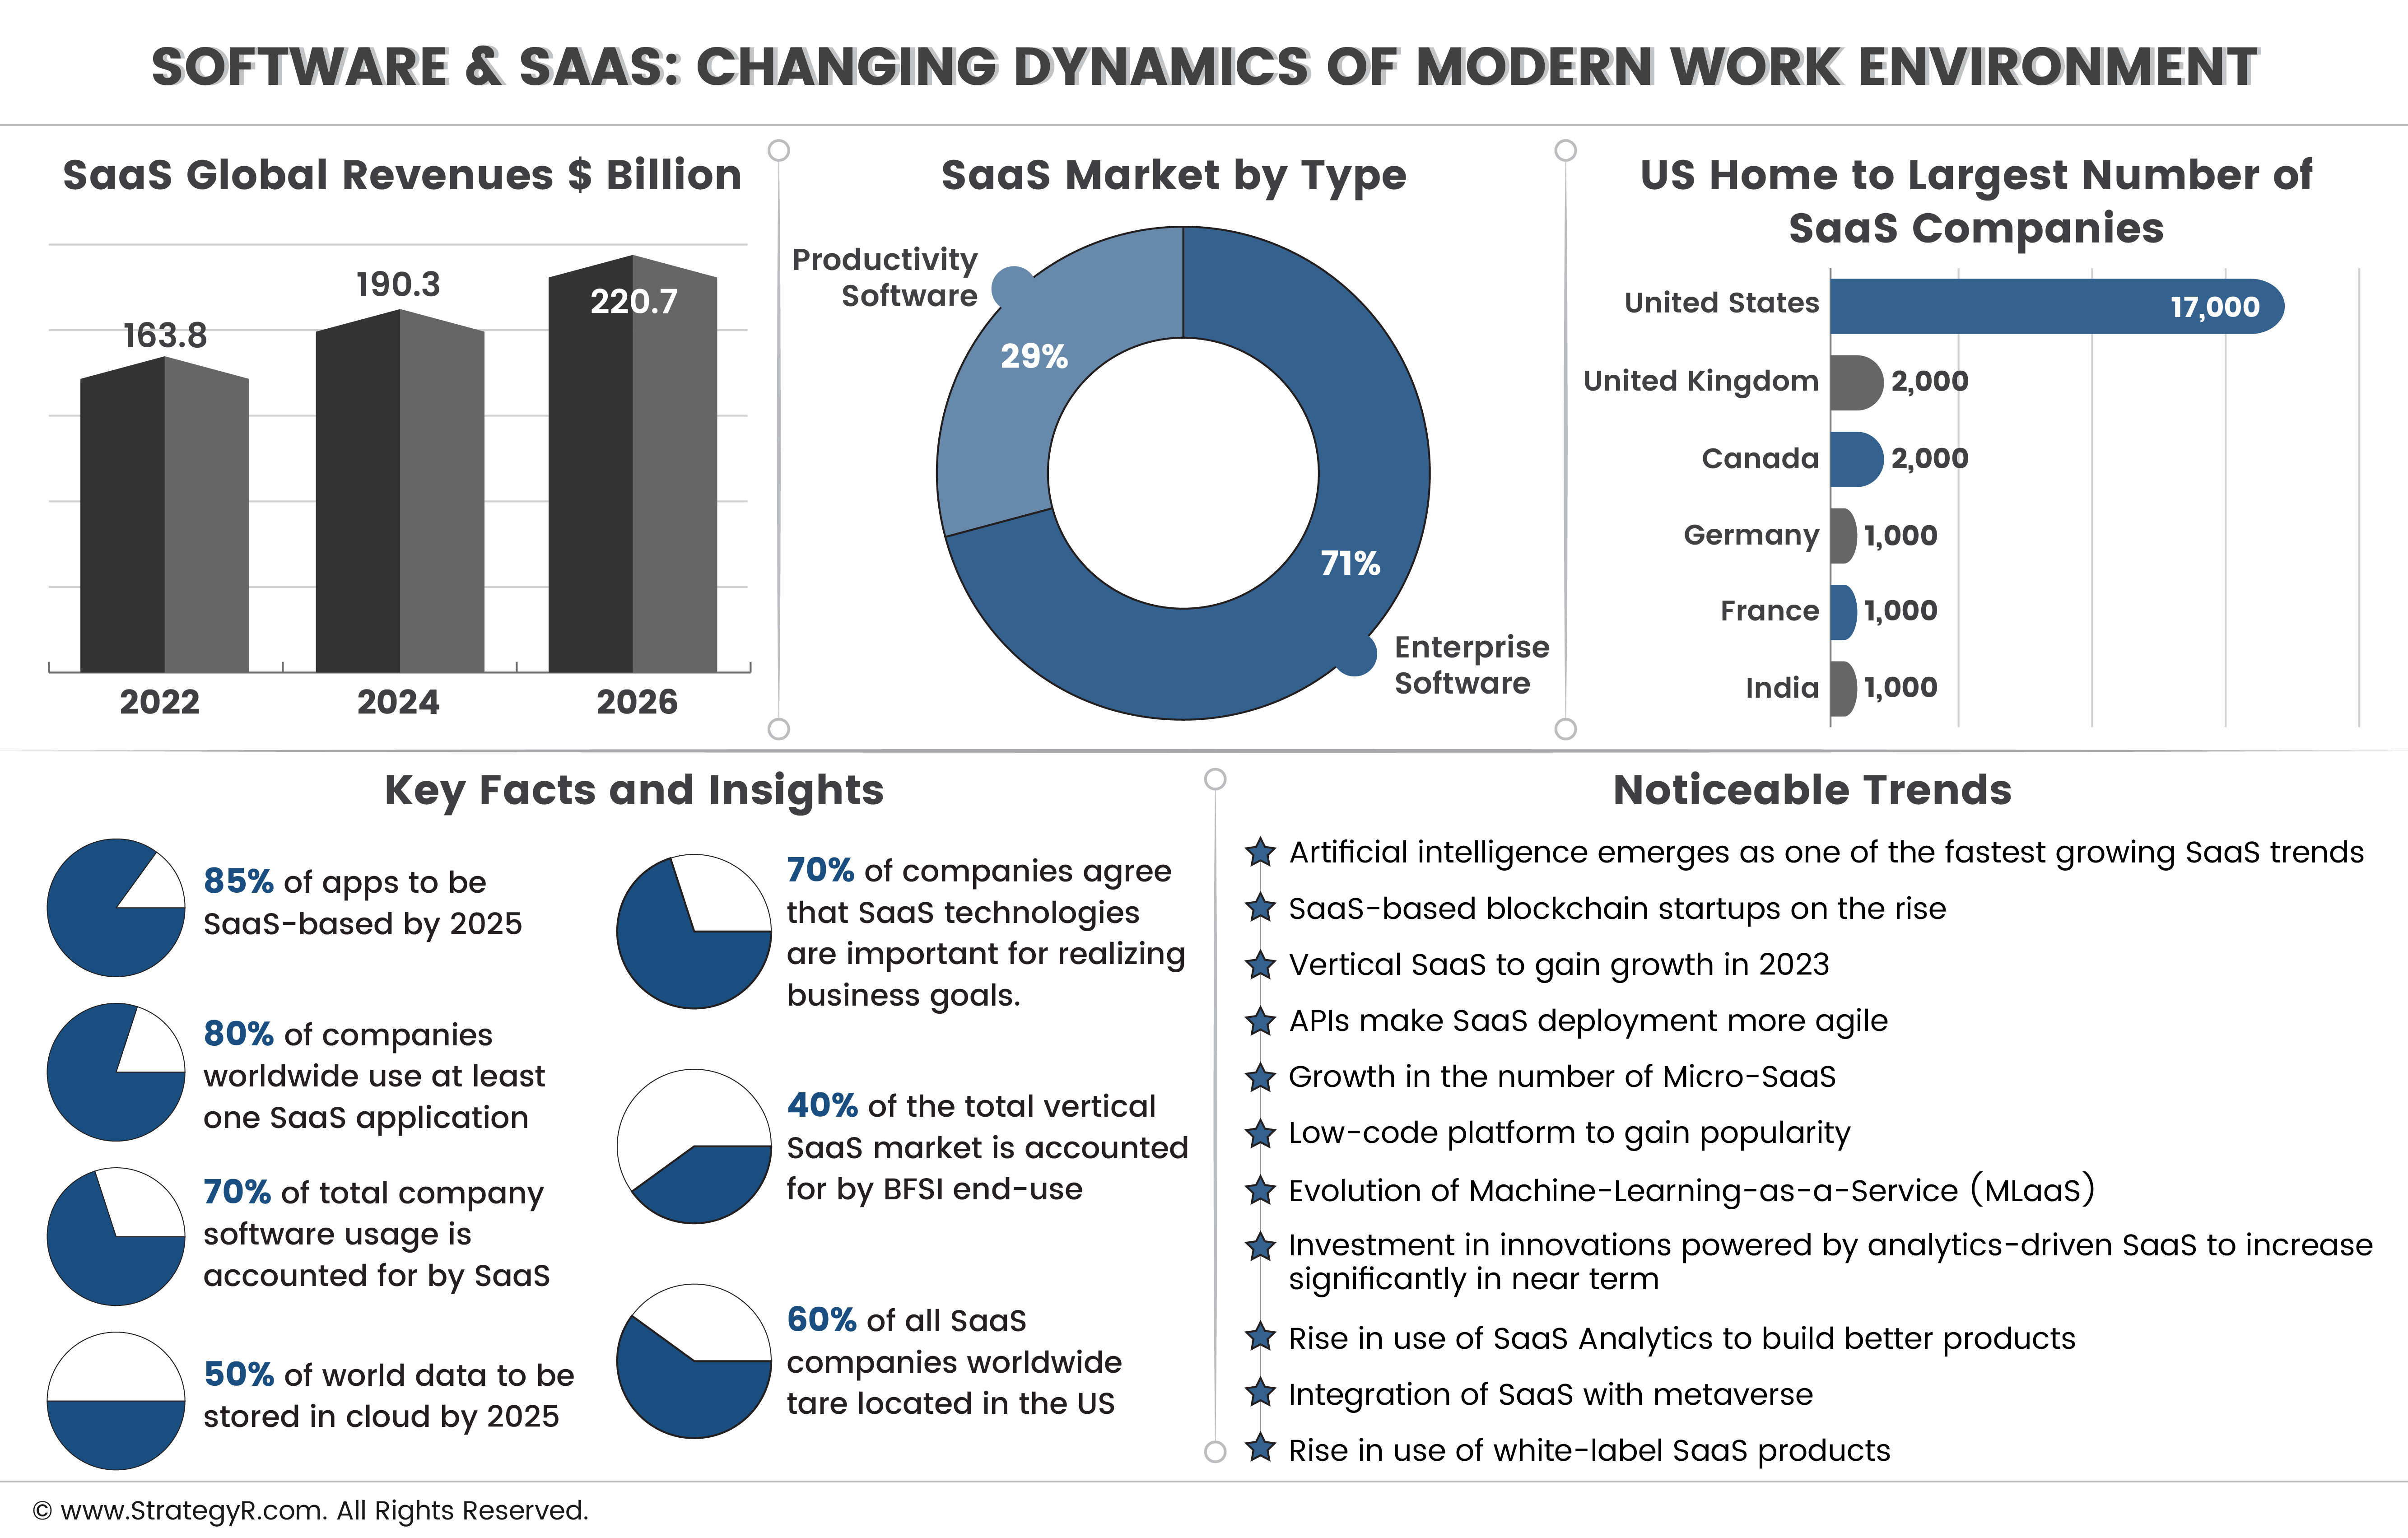 SOFTWARE & SAAS: CHANGING DYNAMICS OF MODERN WORK ENVIRONMENT
SaaS Global Revenues $ Billion
163.8
190.3
220.7
2022
2024
2026
SaaS Market by Type
Productivity
Software
29%
71%
Enterprise
Software
US Home to Largest Number of
SaaS Companies
United States
17,000
United Kingdom
2,000
Canada
2,000
Germany
1,000
France
1,000
India
1,000
Key Facts and Insights
85% of apps to be
SaaS-based by 2025
80% of companies
worldwide use at least
one SaaS application
70% of total company
software usage is
accounted for by SaaS
50% of world data to be
stored in cloud by 2025
70% of companies agree
that SaaS technologies
are important for realizing
business goals.
40% of the total vertical
SaaS market is accounted
for by BFSI end-use
60% of all SaaS
companies worldwide
tare located in the US
Noticeable Trends
Artificial intelligence emerges as one of the fastest growing SaaS trends
SaaS-based blockchain startups on the rise
Vertical SaaS to gain growth in 2023
APIs make SaaS deployment more agile
Growth in the number of Micro-SaaS
Low-code platform to gain popularity
Evolution of Machine-Learning-as-a-Service (MLaaS)
Investment in innovations powered by analytics-driven SaaS to increase
significantly in near term
Rise in use of SaaS Analytics to build better products
Integration of SaaS with metaverse
Rise in use of white-label SaaS products
© www.StrategyR.com. All Rights Reserved.